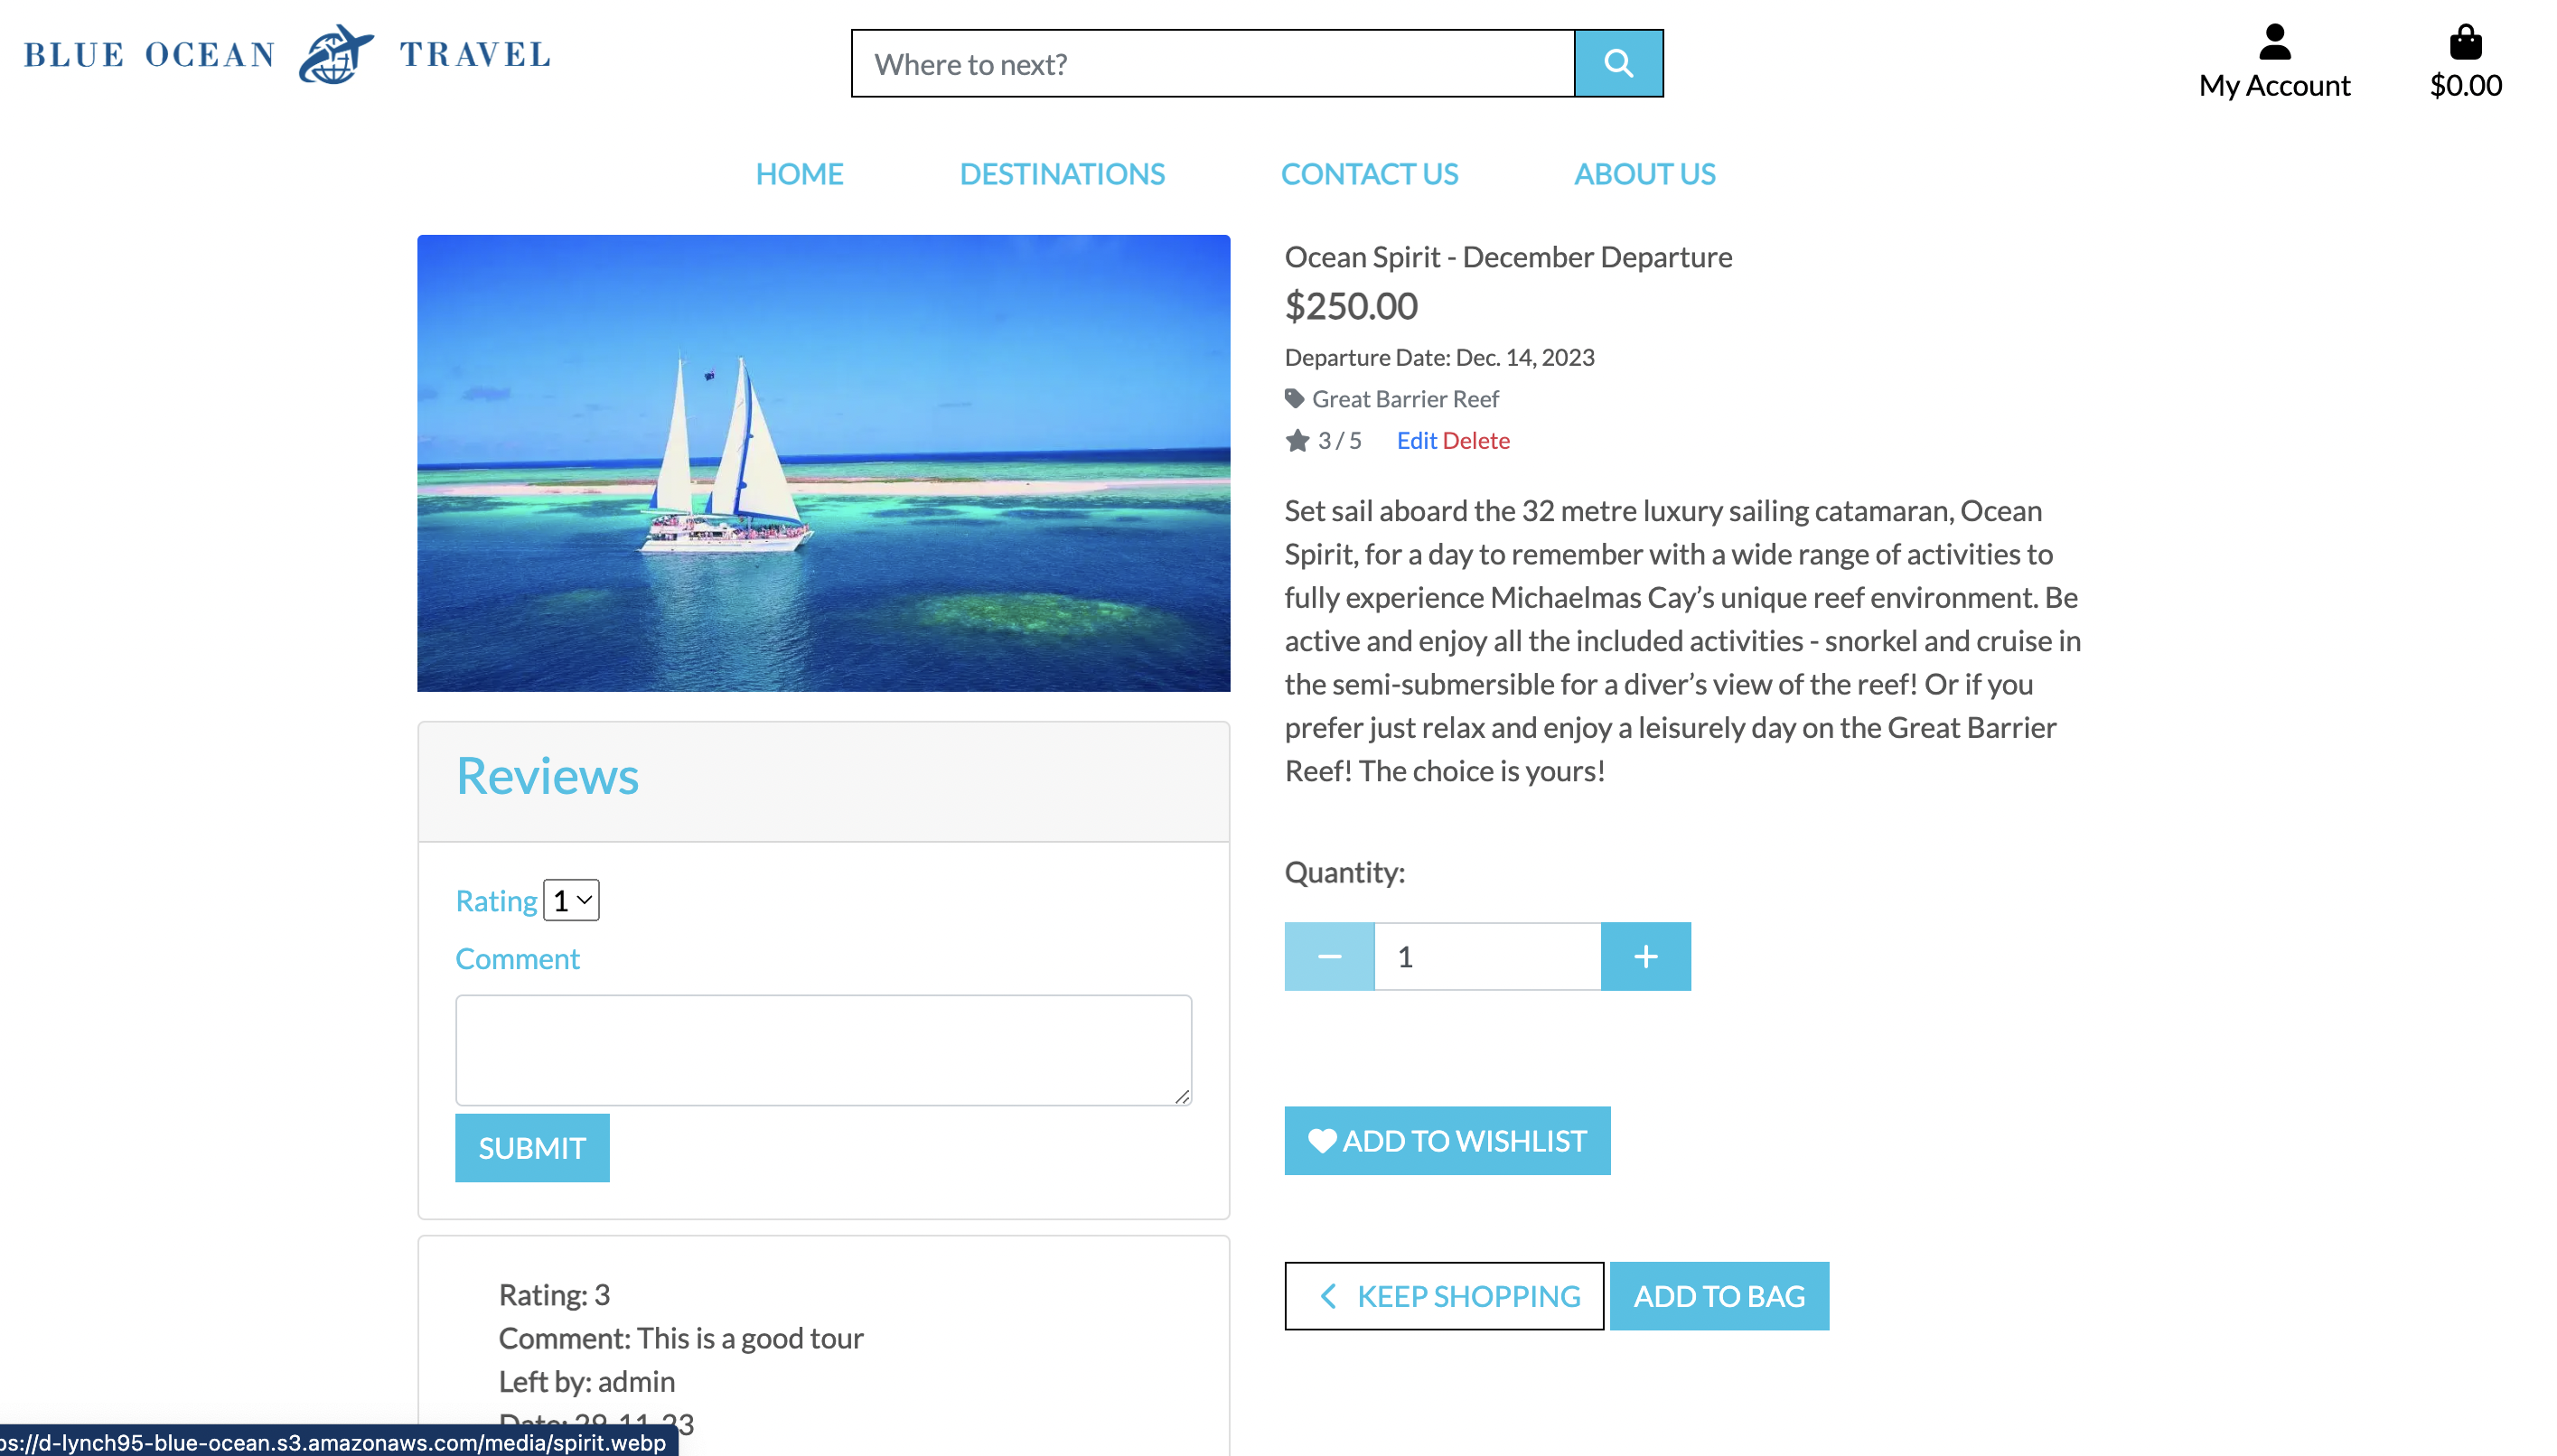 BLUE OCEAN TRAVEL
Where to next?
My Account
$0.00
HOME
DESTINATIONS
CONTACT US
ABOUT US
Ocean Spirit - December Departure
$250.00
Departure Date: Dec. 14, 2023
Great Barrier Reef
3 / 5 Edit Delete
Set sail aboard the 32 metre luxury sailing catamaran, Ocean
Spirit, for a day to remember with a wide range of activities to
fully experience Michaelmas Cay’s unique reef environment. Be
active and enjoy all the included activities - snorkel and cruise in
the semi-submersible for a diver’s view of the reef! Or if you
prefer just relax and enjoy a leisurely day on the Great Barrier
Reef! The choice is yours!
Quantity:
1
ADD TO WISHLIST
KEEP SHOPPING
ADD TO BAG
Reviews
Rating 1
Comment
SUBMIT
Rating: 3
Comment: This is a good tour
Left by: admin
Date: 29-11-23
ps://d-lynch95-blue-ocean.s3.amazonaws.com/media/spirit.webp